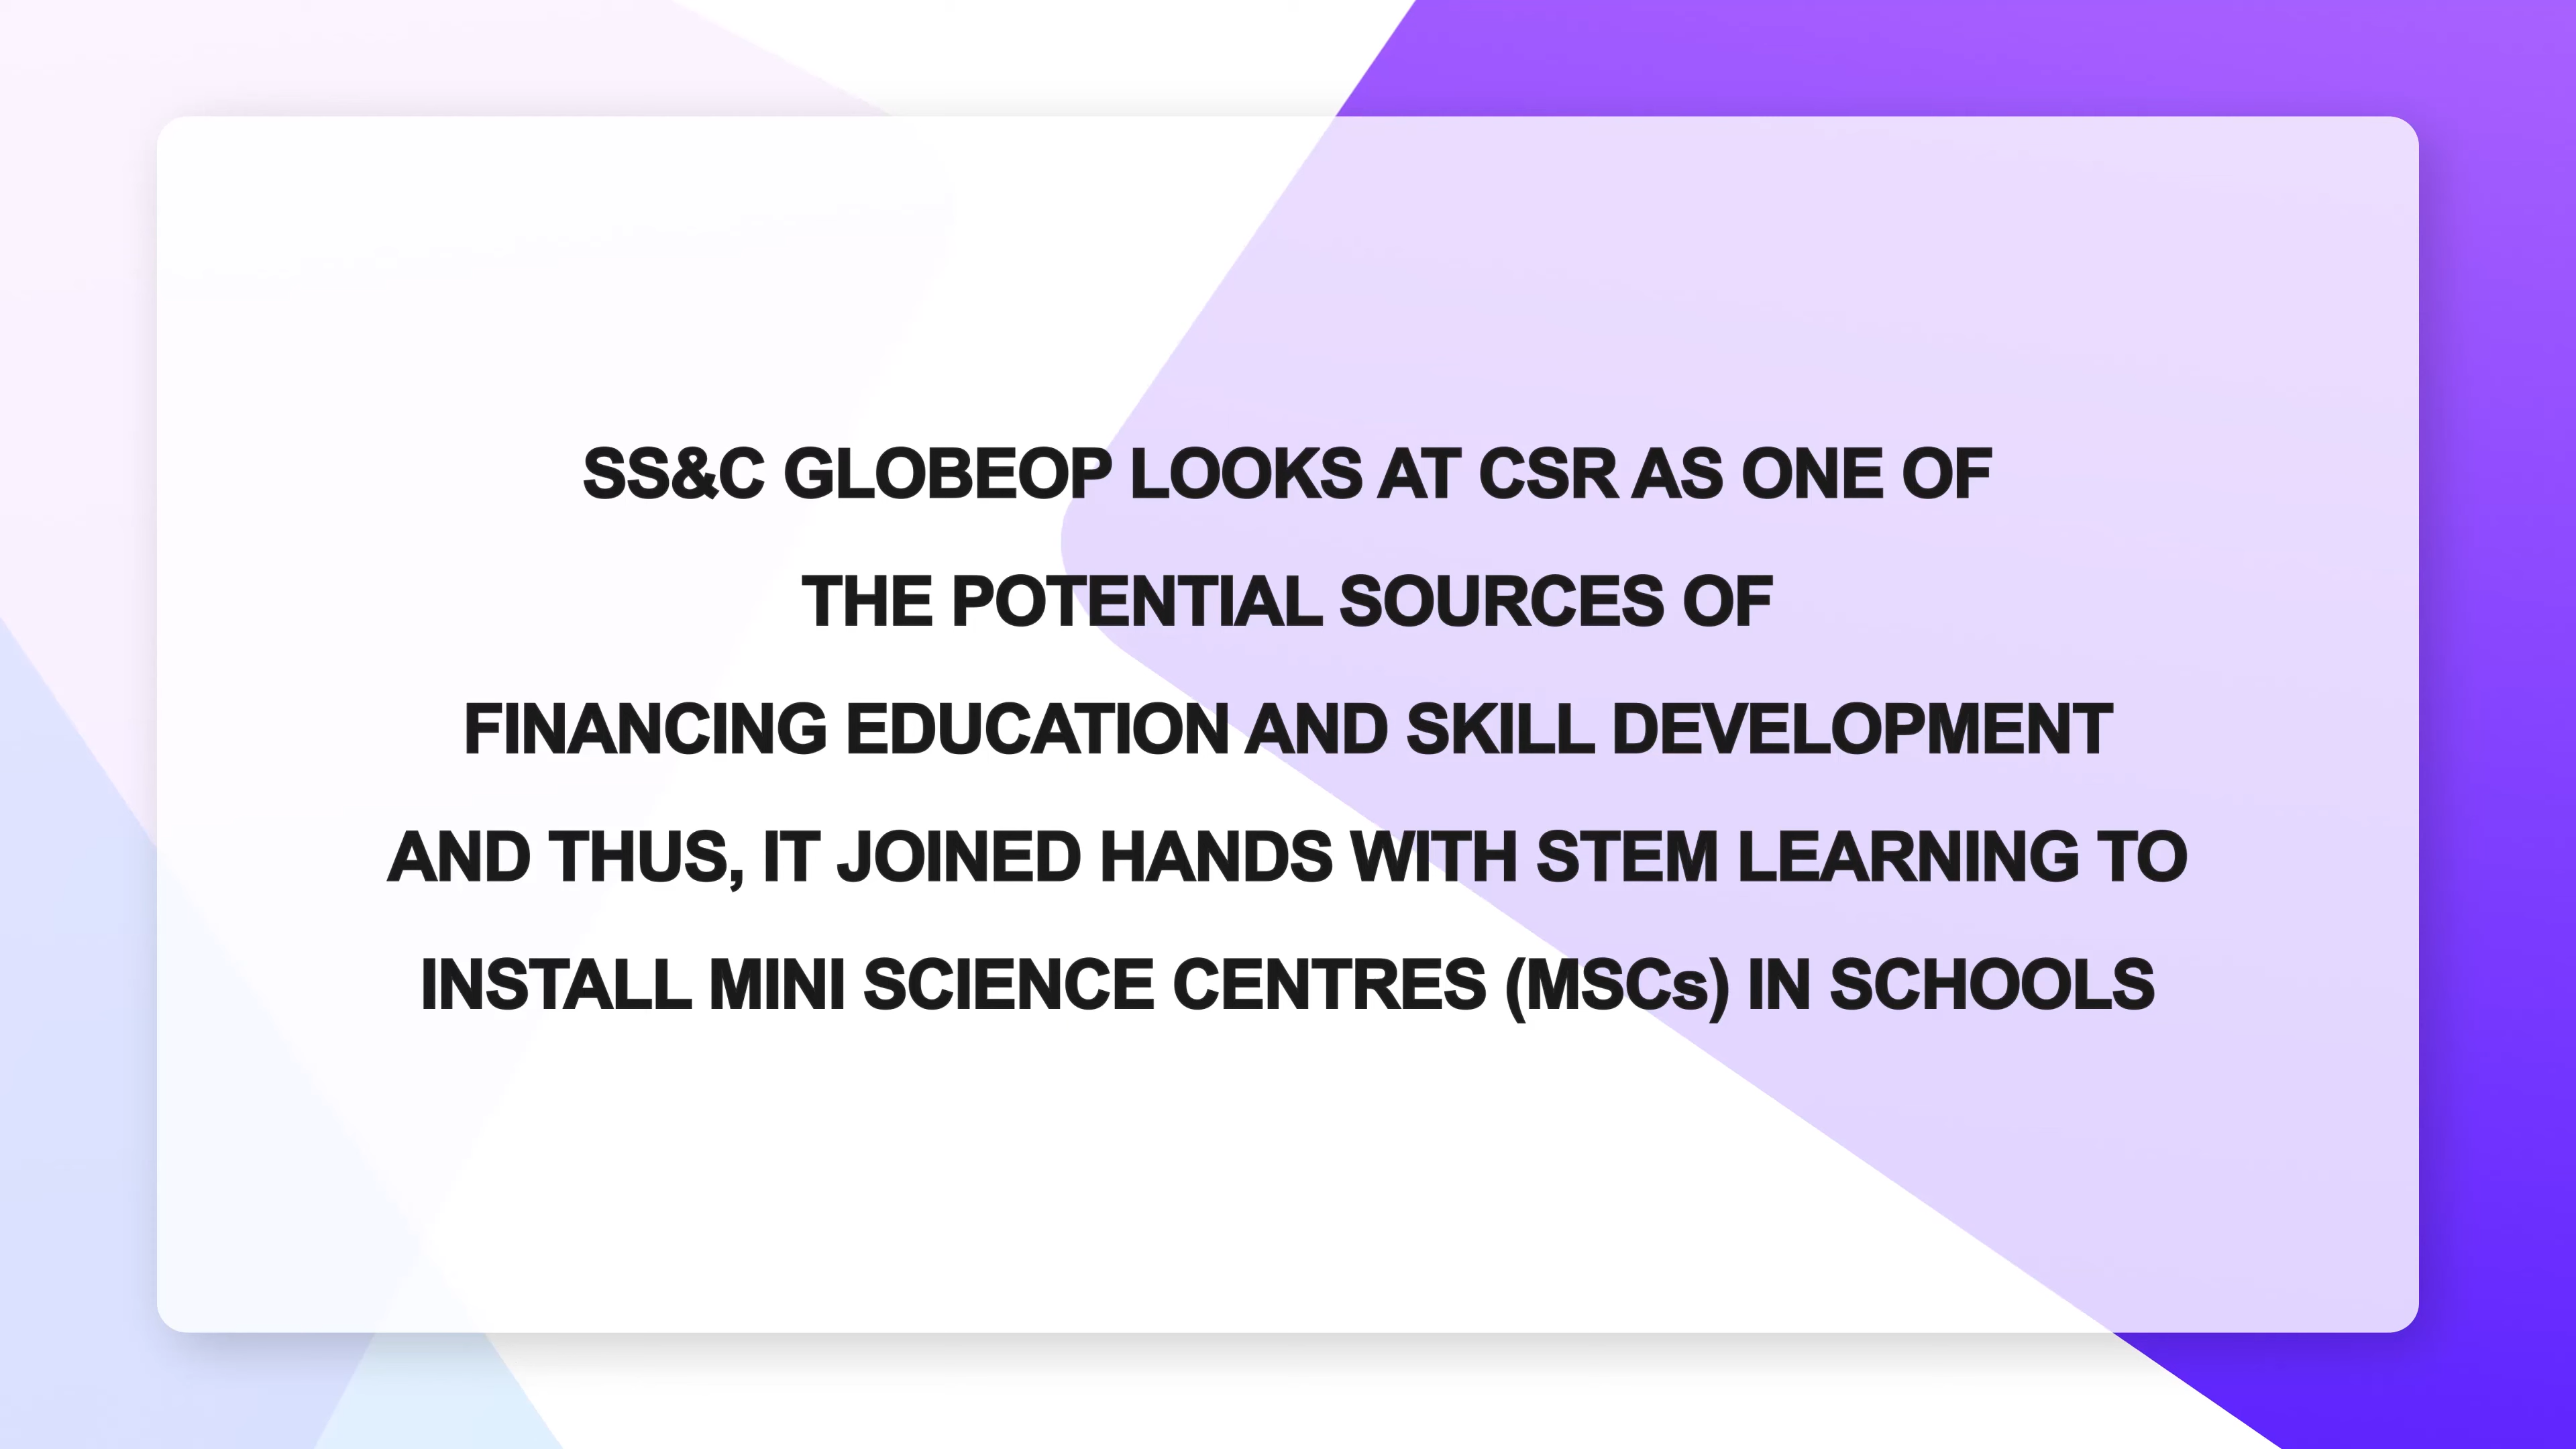 SS&C GLOBEOP LOOKS AT CSR AS ONE OF
THE POTENTIAL SOURCES OF
FINANCING EDUCATION AND SKILL DEVELOPMENT
AND THUS, IT JOINED HANDS WITH STEM LEARNING TO
INSTALL MINI SCIENCE CENTRES (MSCs) IN SCHOOLS